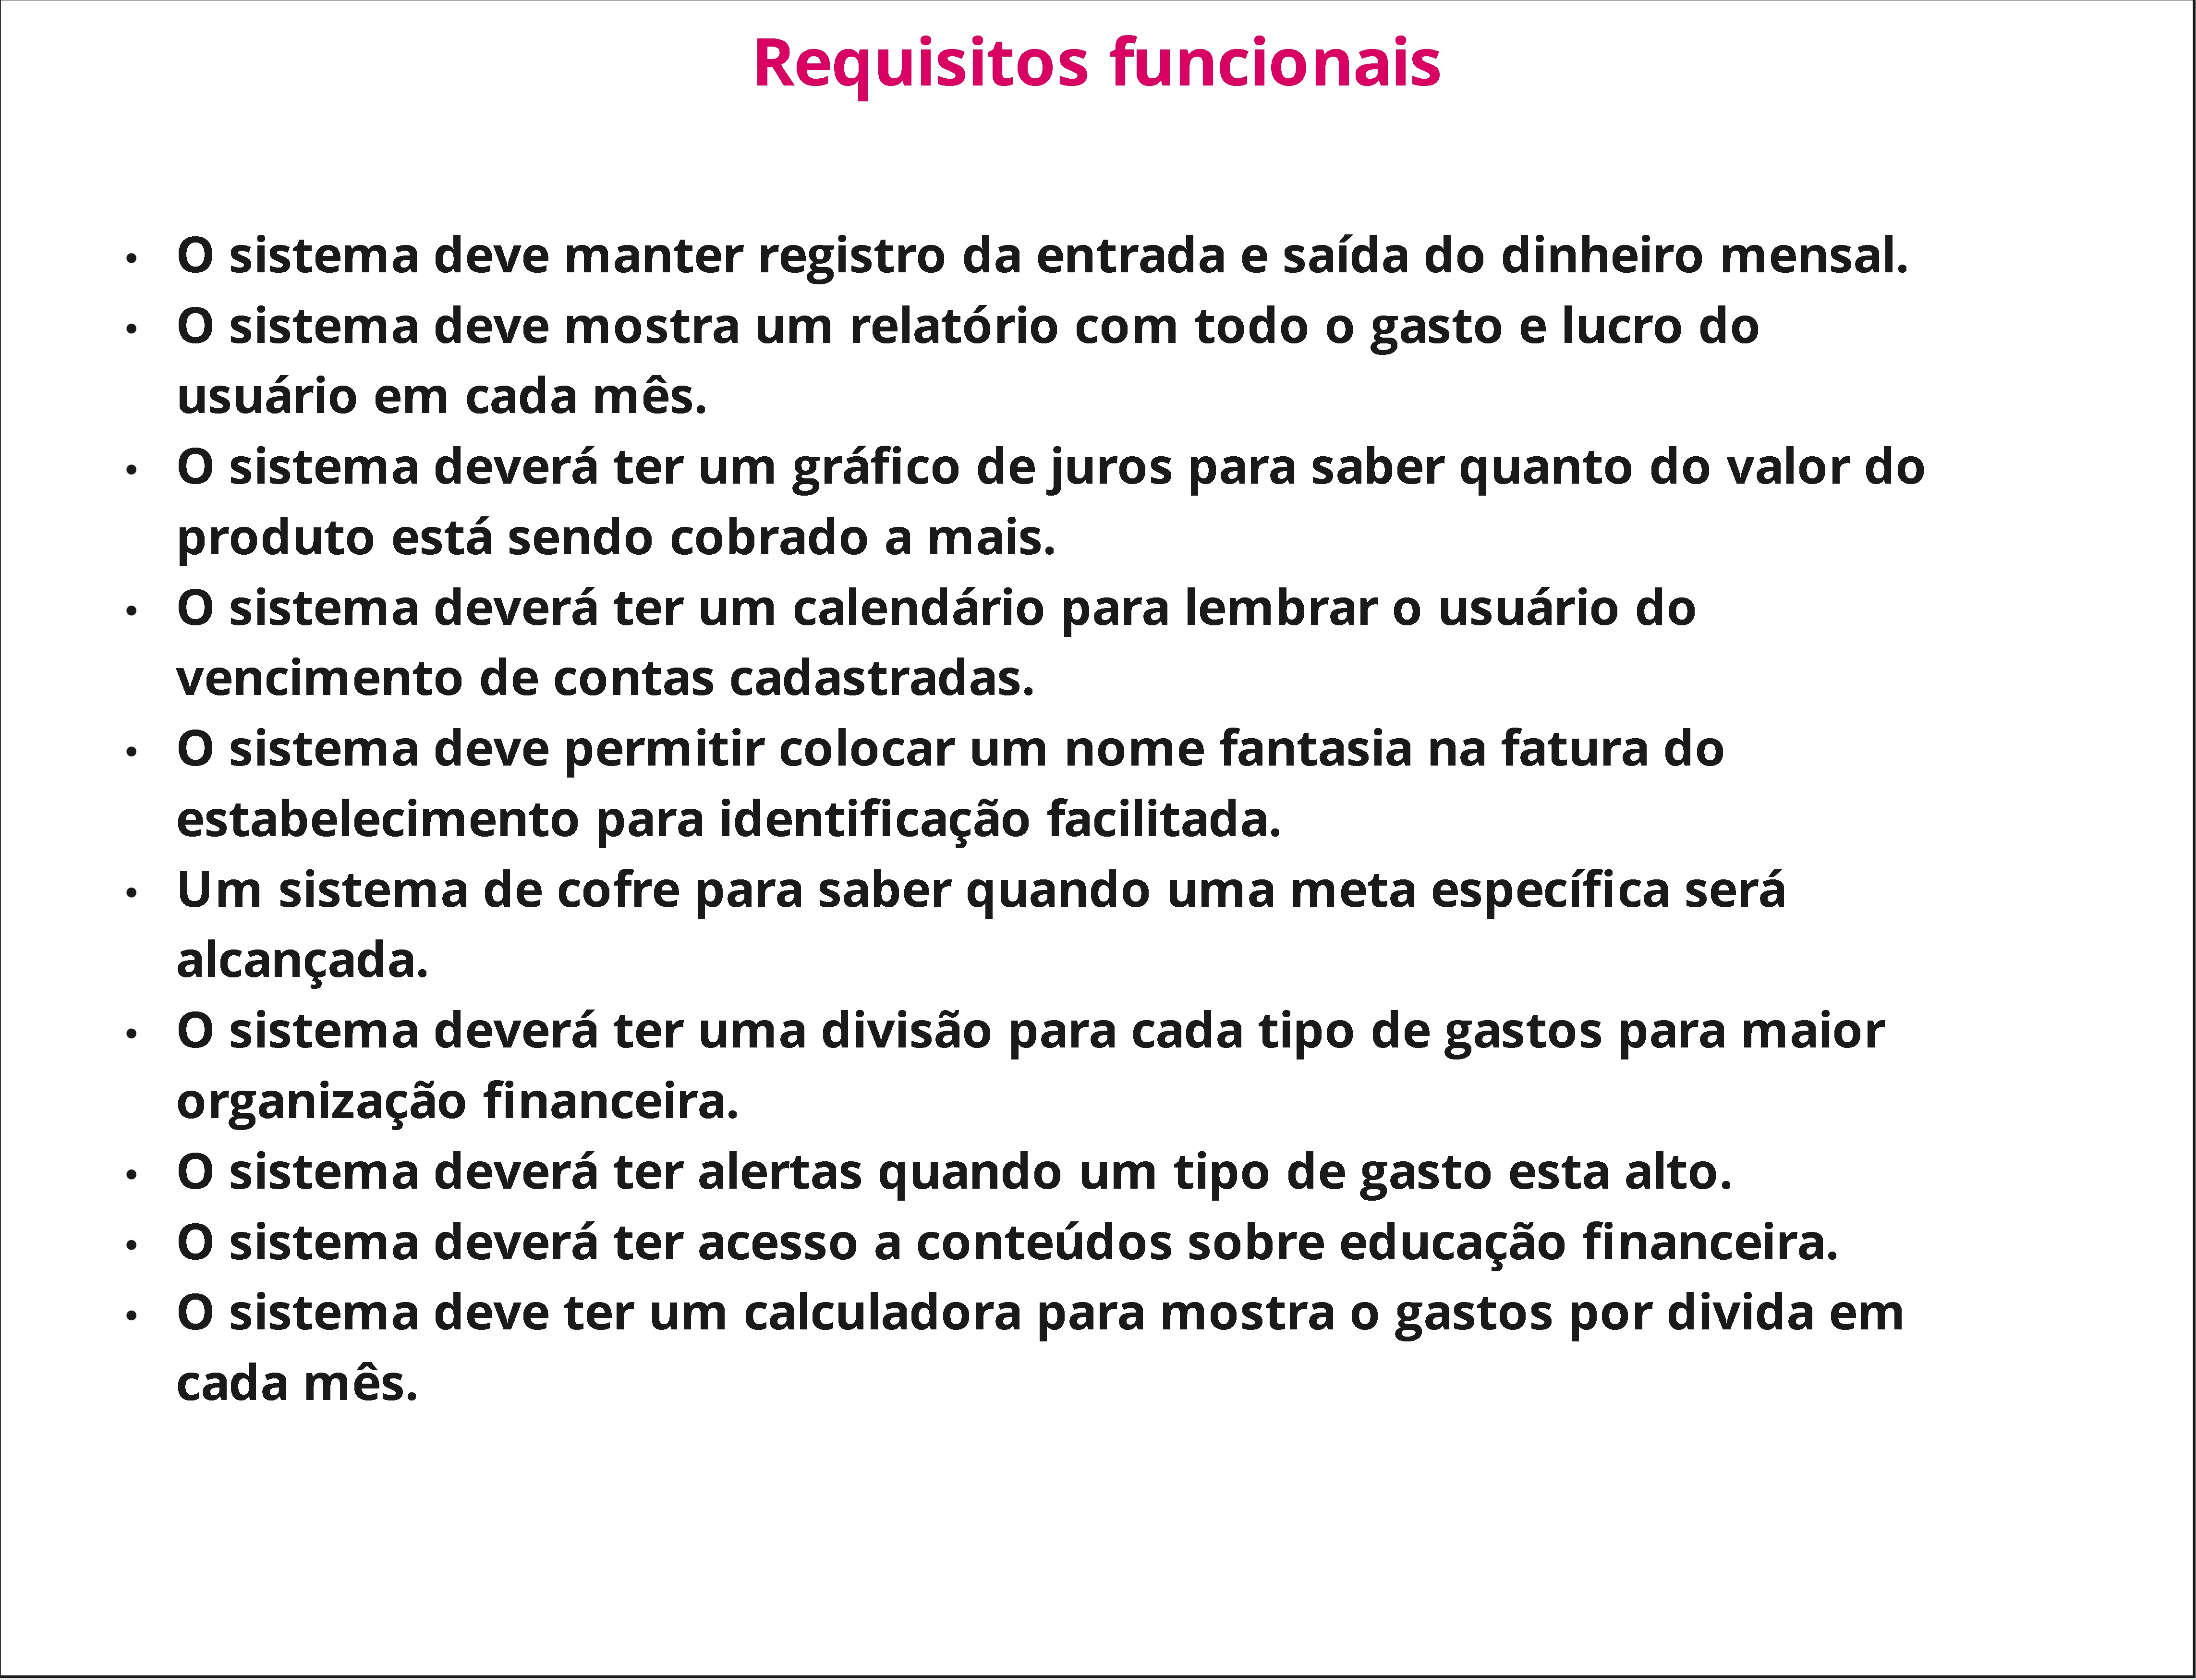 Requisitos funcionais
• O sistema deve manter registro da entrada e saída do dinheiro mensal.
• O sistema deve mostra um relatório com todo o gasto e lucro do
usuário em cada mês.
• O sistema deverá ter um gráfico de juros para saber quanto do valor do
produto está sendo cobrado a mais.
• O sistema deverá ter um calendário para lembrar o usuário do
vencimento de contas cadastradas.
• O sistema deve permitir colocar um nome fantasia na fatura do
estabelecimento para identificação facilitada.
• Um sistema de cofre para saber quando uma meta específica será
alcançada.
• O sistema deverá ter uma divisão para cada tipo de gastos para maior
organização financeira.
• O sistema deverá ter alertas quando um tipo de gasto esta alto.
• O sistema deverá ter acesso a conteúdos sobre educação financeira.
• O sistema deve ter um calculadora para mostra o gastos por divida em
cada mês.